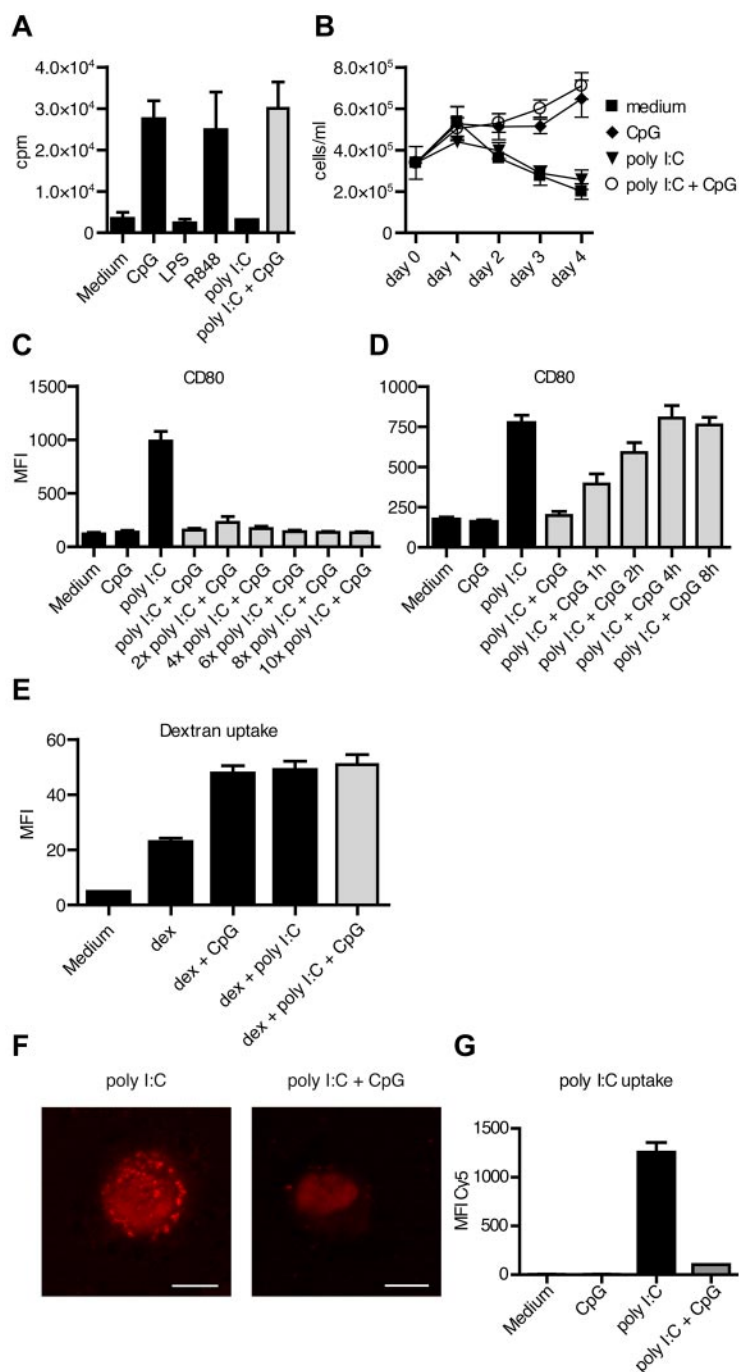 A
4.0×10⁴
3.0×10⁴
2.0×10⁴
1.0×10⁴
0
cpm
Medium
CpG
LPS
R848
poly I:C
poly I:C + CpG
B
8.0×10⁵
6.0×10⁵
4.0×10⁵
2.0×10⁵
0
cells/ml
day 0
day 1
day 2
day 3
day 4
medium
CpG
poly I:C
poly I:C + CpG
C
CD80
1500
1000
500
0
MFI
Medium
CpG
poly I:C
poly I:C + CpG
2x poly I:C + CpG
4x poly I:C + CpG
6x poly I:C + CpG
8x poly I:C + CpG
10x poly I:C + CpG
D
CD80
1000
750
500
250
0
Medium
CpG
poly I:C
poly I:C + CpG
poly I:C + CpG 1h
poly I:C + CpG 2h
poly I:C + CpG 4h
poly I:C + CpG 8h
E
Dextran uptake
60
40
20
0
MFI
Medium
dex
dex + CpG
dex + poly I:C
dex + poly I:C + CpG
F
poly I:C
poly I:C + CpG
G
poly I:C uptake
1500
1000
500
0
MFI Cy5
Medium
CpG
poly I:C
poly I:C + CpG